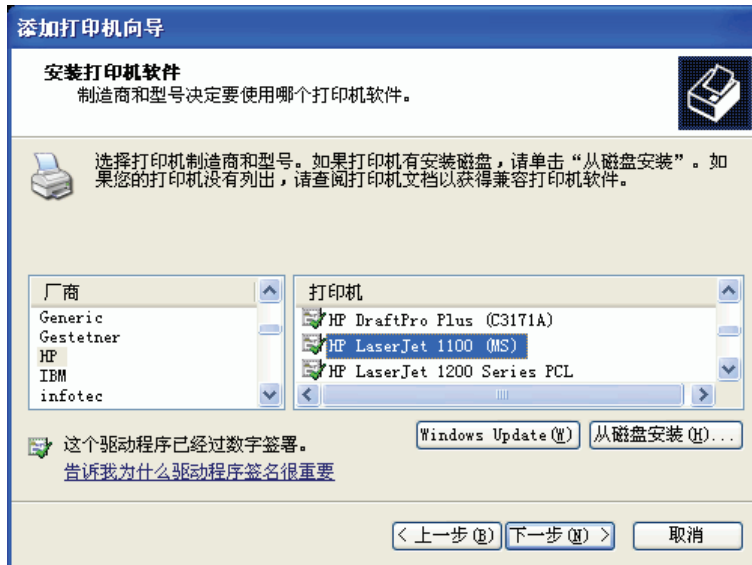 添加打印机向导
安装打印机软件
制造商和型号决定要使用哪个打印机软件。
选择打印机制造商和型号。如果打印机有安装磁盘，请单击“从磁盘安装”。如
果您的打印机没有列出，请查阅打印机文档以获得兼容打印机软件。
厂商
Generic
Gestetner
HP
IBM
infotec
打印机
HP DraftPro Plus (C3171A)
HP LaserJet 1100 (MS)
HP LaserJet 1200 Series PCL
这个驱动程序已经过数字签署。
告诉我为什么驱动程序签名很重要
Windows Update(W)
从磁盘安装(H)...
< 上一步(B)
下一步(N) >
取消